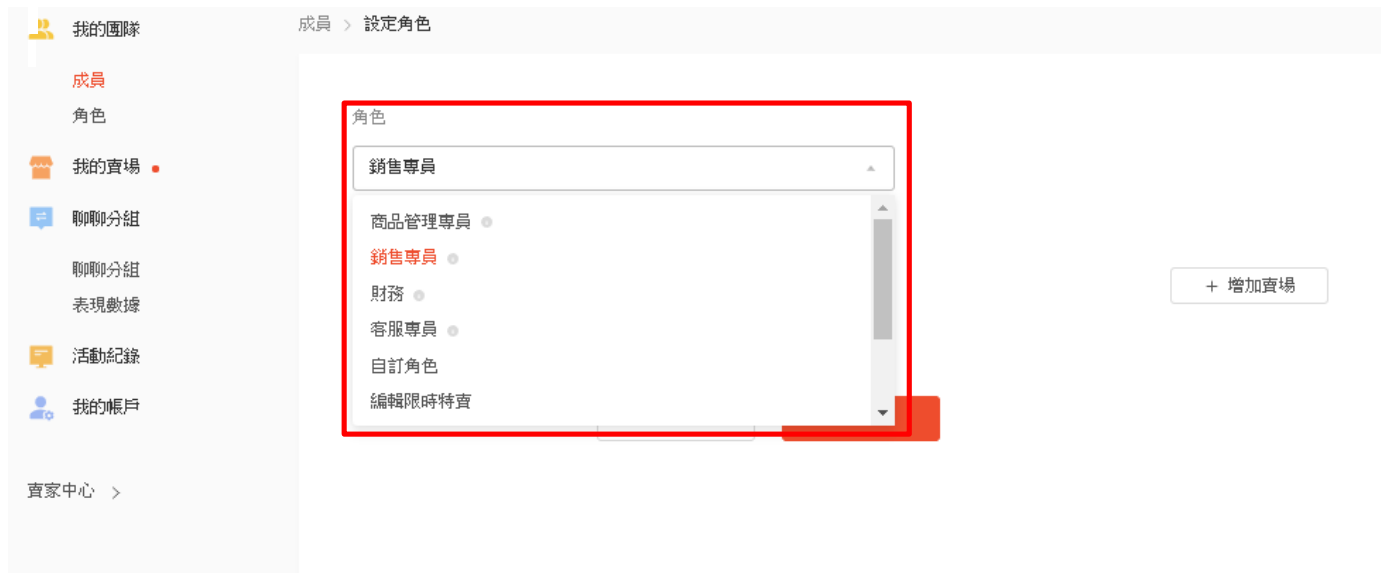 我的團隊
成員 > 設定角色
成員
角色
我的賣場
聊聊分組
聊聊分組
表現數據
活動紀錄
我的帳戶
賣家中心 >
角色
銷售專員
商品管理專員
銷售專員
財務
客服專員
自訂角色
編輯限時特賣
+ 增加賣場